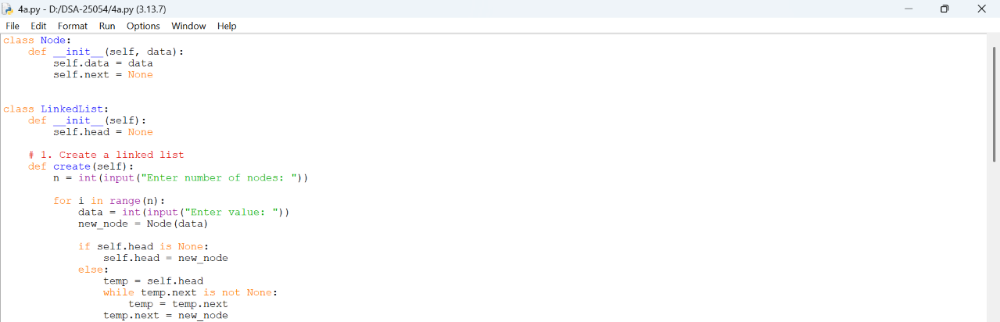 4a.py - D:/DSA-25054/4a.py (3.13.7)
File Edit Format Run Options Window Help
class Node:
    def __init__(self, data):
        self.data = data
        self.next = None
class LinkedList:
    def __init__(self):
        self.head = None
    # 1. Create a linked list
    def create(self):
        n = int(input("Enter number of nodes: "))
        for i in range(n):
            data = int(input("Enter value: "))
            new_node = Node(data)
            if self.head is None:
                self.head = new_node
            else:
                temp = self.head
                while temp.next is not None:
                    temp = temp.next
                temp.next = new_node